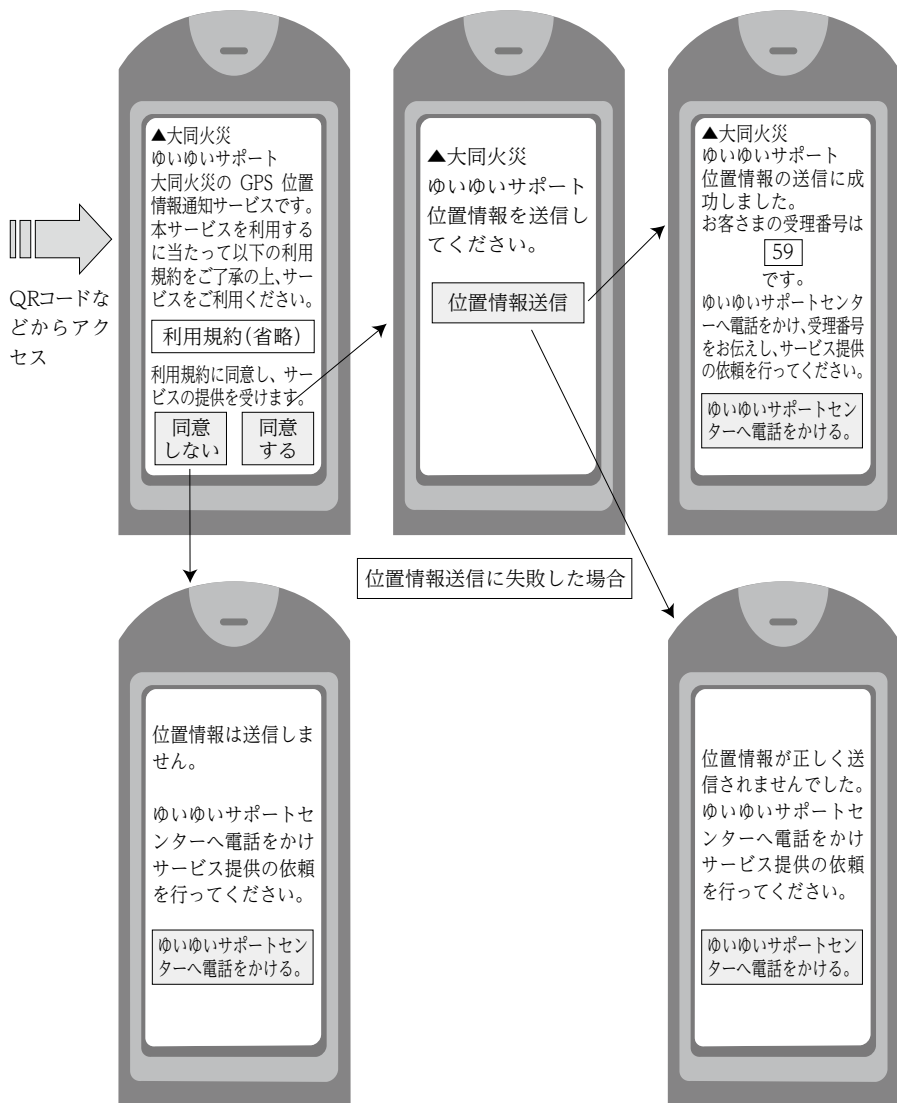 QRコードな
どからアク
セス
▲大同火災
ゆいゆいサポート
大同火災の GPS 位置
情報通知サービスです。
本サービスを利用する
に当たって以下の利用
規約をご了承の上、サー
ビスをご利用ください。
利用規約(省略)
利用規約に同意し、サー
ビスの提供を受けます。
同意
しない
同意
する
▲大同火災
ゆいゆいサポート
位置情報を送信し
てください。
位置情報送信
▲大同火災
ゆいゆいサポート
位置情報の送信に成
功しました。
お客さまの受理番号は
59
です。
ゆいゆいサポートセンタ
ーへ電話をかけ、受理番号
をお伝えし、サービス提供
の依頼を行ってください。
ゆいゆいサポートセン
ターへ電話をかける。
位置情報送信に失敗した場合
位置情報は送信しま
せん。
ゆいゆいサポートセ
ンターへ電話をかけ
サービス提供の依頼
を行ってください。
ゆいゆいサポートセン
ターへ電話をかける。
位置情報が正しく送
信されませんでした。
ゆいゆいサポートセ
ンターへ電話をかけ
サービス提供の依頼
を行ってください。
ゆいゆいサポートセン
ターへ電話をかける。